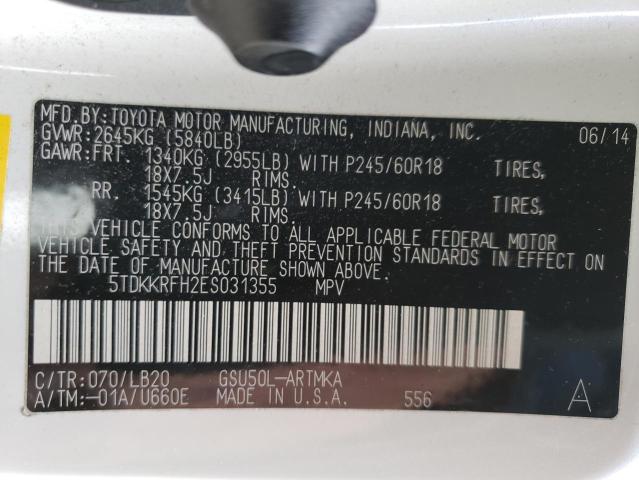 MFD.BY:TOYOTA MOTOR MANUFACTURING, INDIANA, INC. 06/14
GVWR:2645KG (5840LB)
GAWR:FRT. 1340KG (2955LB) WITH P245/60R18 TIRES,
18X7.5J RIMS.
RR. 1545KG (3415LB) WITH P245/60R18 TIRES,
18X7.5J RIMS.
THIS VEHICLE CONFORMS TO ALL APPLICABLE FEDERAL MOTOR
VEHICLE SAFETY AND THEFT PREVENTION STANDARDS IN EFFECT ON
THE DATE OF MANUFACTURE SHOWN ABOVE.
5TDKKRFH2ES031355 MPV
C/TR:070/LB20 GSU50L-ARTMKA
A/TM:-01A/U660E MADE IN U.S.A. 556 A